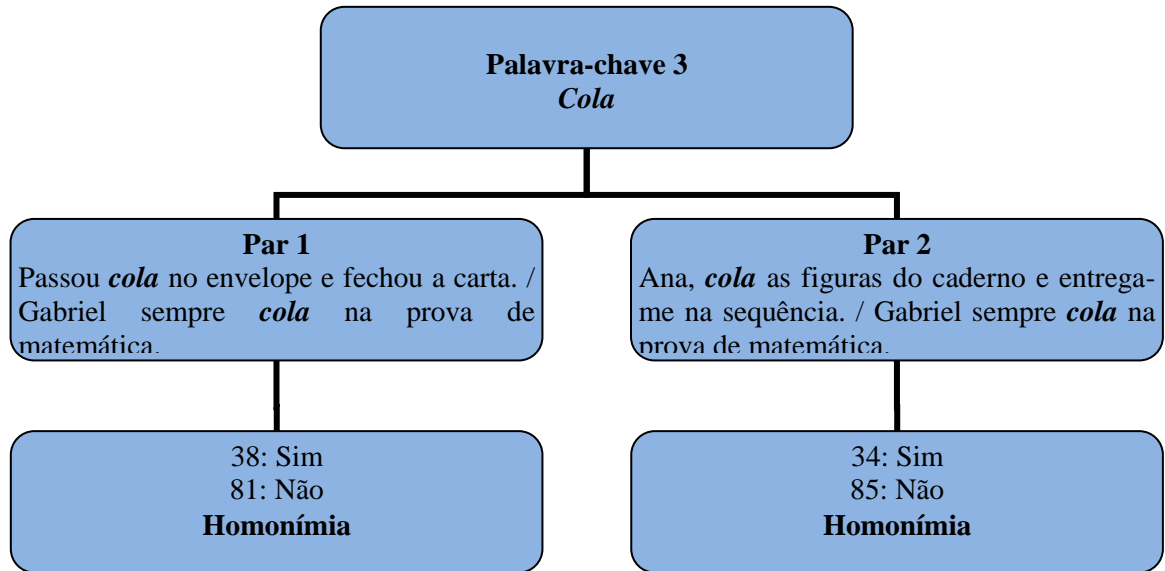 Palavra-chave 3
Cola
Par 1
Passou cola no envelope e fechou a carta. /
Gabriel sempre cola na prova de
matemática.
Par 2
Ana, cola as figuras do caderno e entrega-
me na sequência. / Gabriel sempre cola na
prova de matemática.
38: Sim
81: Não
Homonímia
34: Sim
85: Não
Homonímia